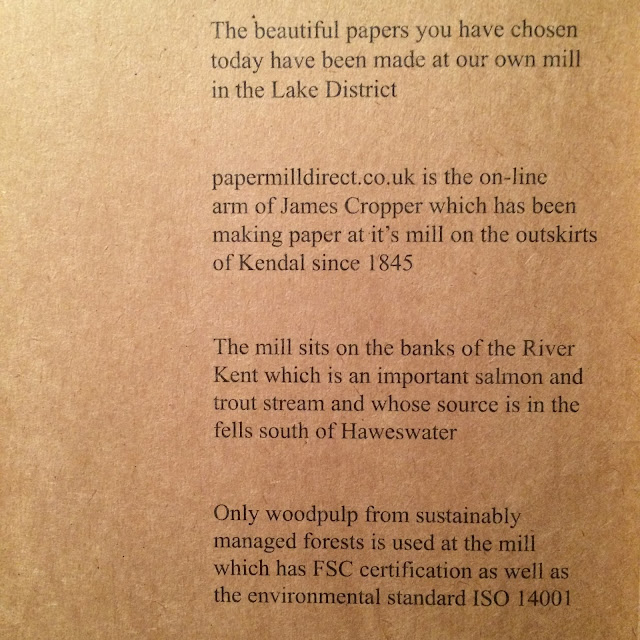 The beautiful papers you have chosen
today have been made at our own mill
in the Lake District
papermilldirect.co.uk is the on-line
arm of James Cropper which has been
making paper at it's mill on the outskirts
of Kendal since 1845
The mill sits on the banks of the River
Kent which is an important salmon and
trout stream and whose source is in the
fells south of Haweswater
Only woodpulp from sustainably
managed forests is used at the mill
which has FSC certification as well as
the environmental standard ISO 14001